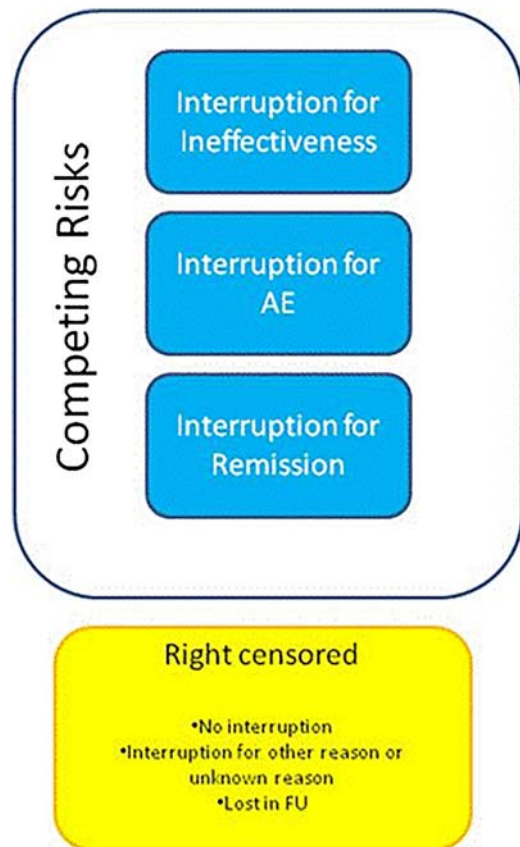 Competing Risks
Interruption for
Ineffectiveness
Interruption for
AE
Interruption for
Remission
Right censored
•No interruption
•Interruption for other reason or
unknown reason
•Lost in FU